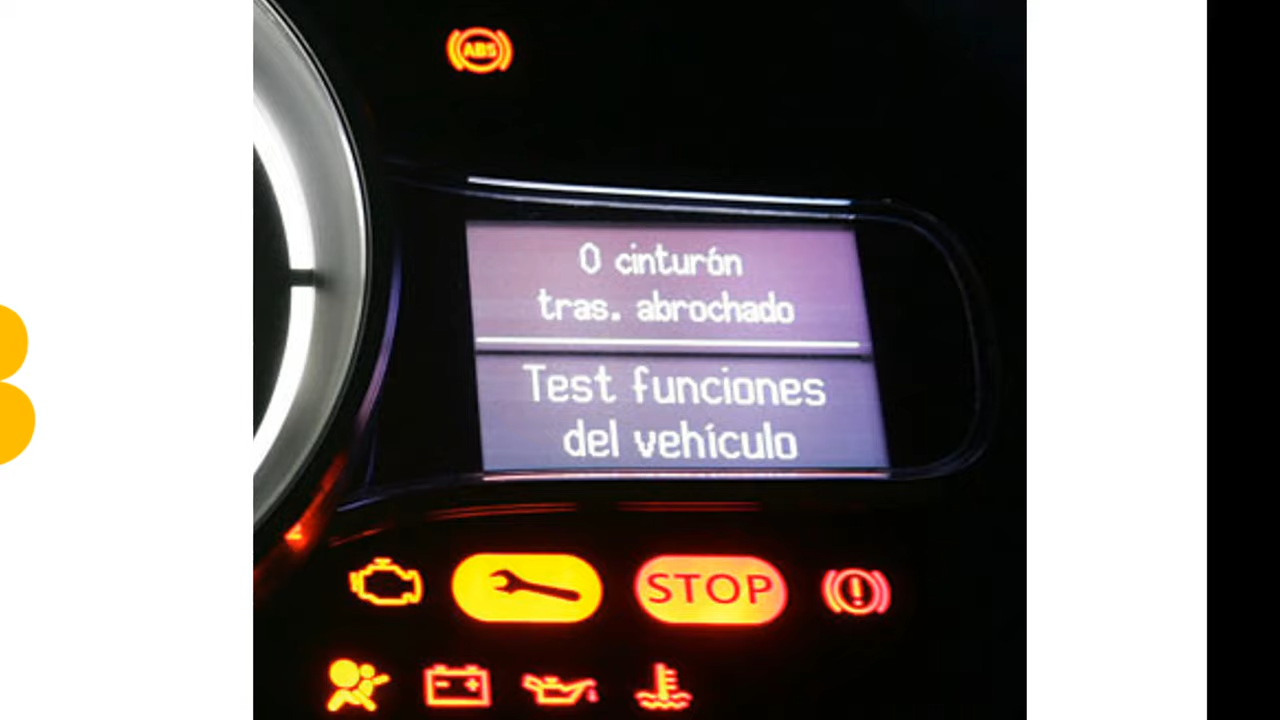 ABS
0 cinturón
tras. abrochado
Test funciones
del vehículo
STOP